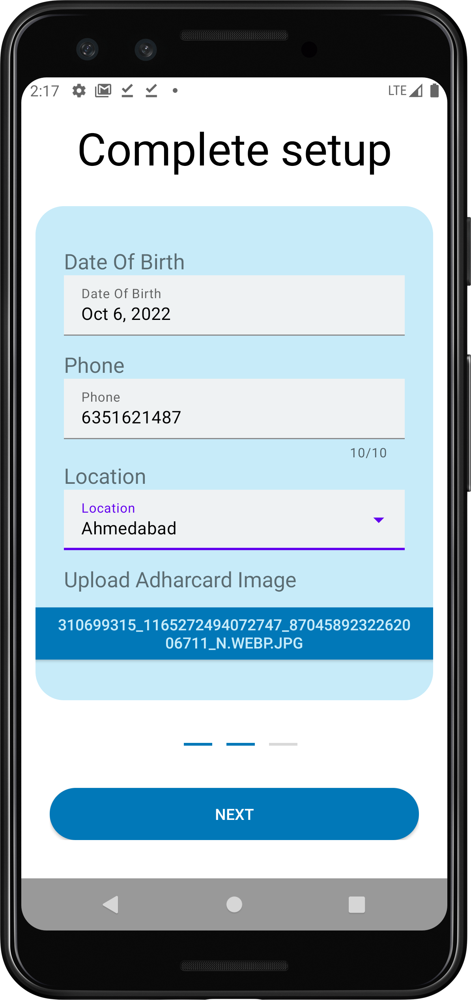 2:17
LTE
Complete setup
Date Of Birth
Date Of Birth
Oct 6, 2022
Phone
Phone
6351621487
10/10
Location
Location
Ahmedabad
Upload Adharcard Image
310699315_1165272494072747_87045892322620
06711_N.WEBP.JPG
NEXT